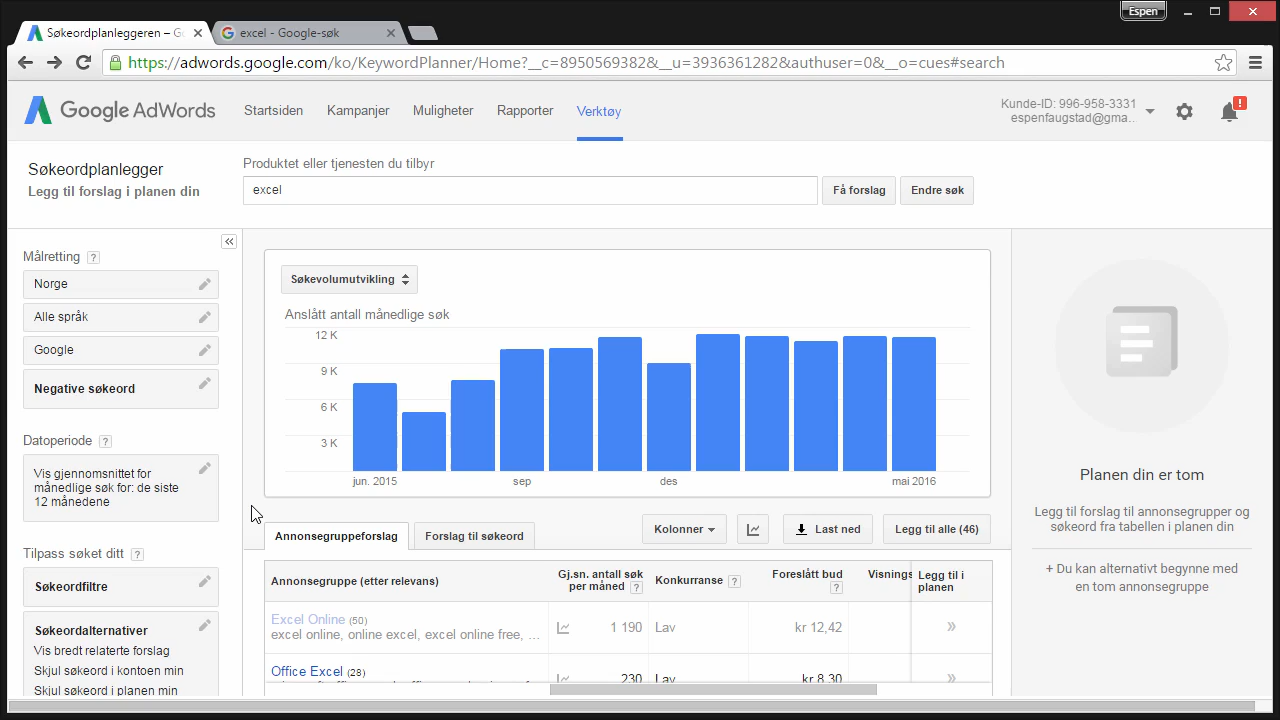 Espen
Søkeordplanleggeren – Go
excel - Google-søk
https://adwords.google.com/ko/KeywordPlanner/Home?__c=8950569382&__u=3936361282&authuser=0&__o=cues#search
Google AdWords
Startsiden
Kampanjer
Muligheter
Rapporter
Verktøy
Kunde-ID: 996-958-3331
espenfaugstad@gma...
!
Søkeordplanlegger
Legg til forslag i planen din
Produktet eller tjenesten du tilbyr
excel
Få forslag
Endre søk
Målretting ?
Norge
Alle språk
Google
Negative søkeord
Datoperiode ?
Vis gjennomsnittet for
månedlige søk for: de siste
12 månedene
Tilpass søket ditt ?
Søkeordfiltre
Søkeordalternativer
Vis bredt relaterte forslag
Skjul søkeord i kontoen min
Skjul søkeord i planen min
Søkevolumutvikling
Anslått antall månedlige søk
12 K
9 K
6 K
3 K
jun. 2015
sep
des
mai 2016
Annonsegruppeforslag
Forslag til søkeord
Kolonner
Last ned
Legg til alle (46)
Annonsegruppe (etter relevans)
Gj.sn. antall søk
per måned ?
Konkurranse ?
Foreslått bud
?
Visnings
Legg til i
planen
Excel Online (50)
excel online, online excel, excel online free, ...
1 190
Lav
kr 12,42
»
Office Excel (28)
230
Lav
kr 8,30
»
Planen din er tom
Legg til forslag til annonsegrupper og
søkeord fra tabellen i planen din
+ Du kan alternativt begynne med
en tom annonsegruppe